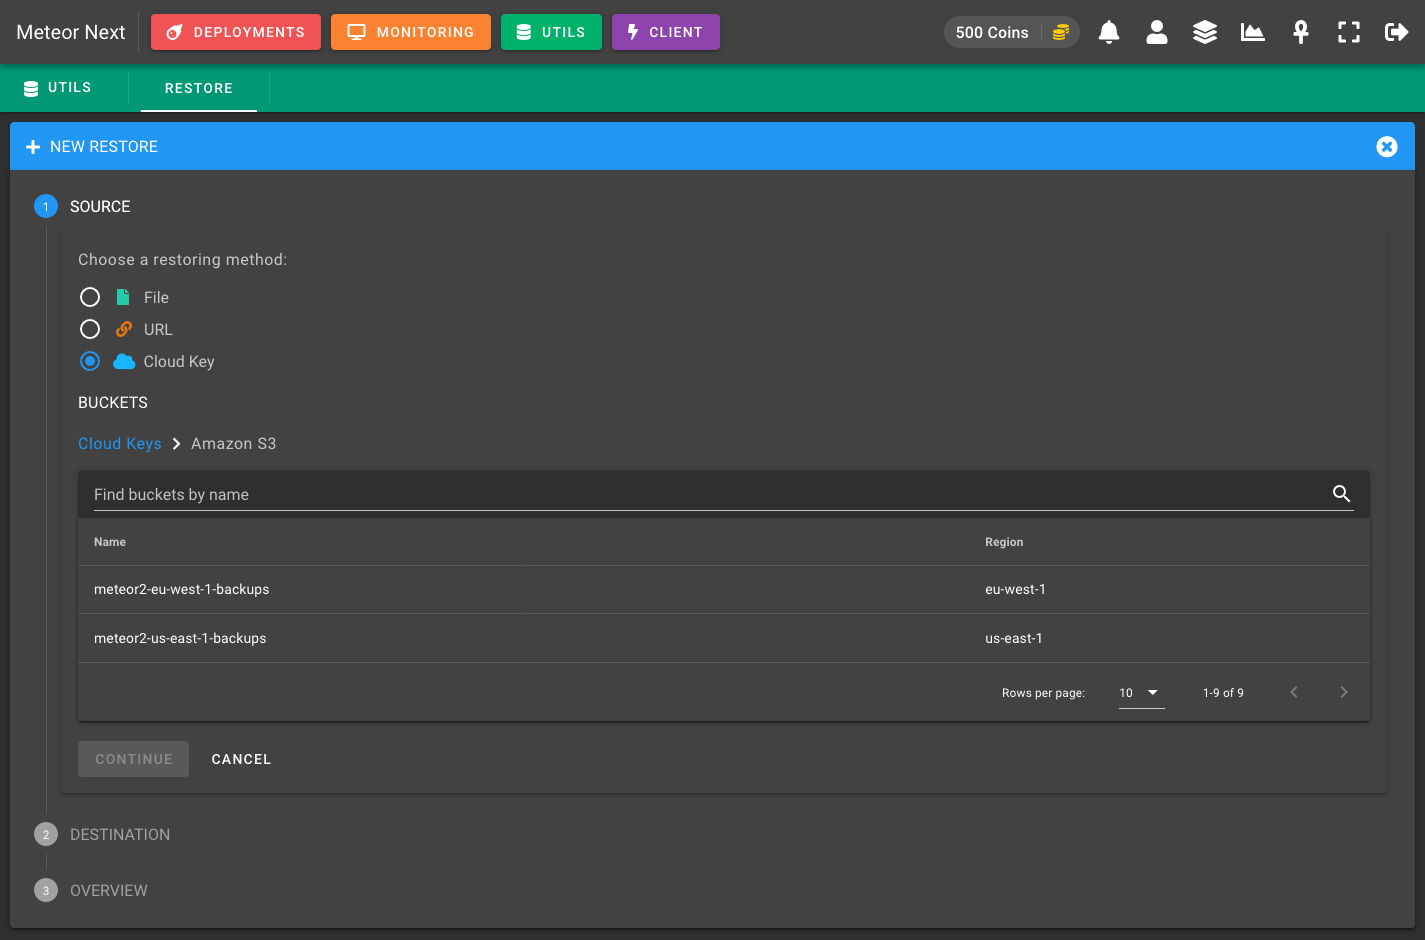 Meteor Next
DEPLOYMENTS
MONITORING
UTILS
CLIENT
500 Coins
UTILS
RESTORE
NEW RESTORE
1
SOURCE
Choose a restoring method:
File
URL
Cloud Key
BUCKETS
Cloud Keys
Amazon S3
Find buckets by name
Name
Region
meteor2-eu-west-1-backups
eu-west-1
meteor2-us-east-1-backups
us-east-1
Rows per page:
10
1-9 of 9
CONTINUE
CANCEL
2
DESTINATION
3
OVERVIEW